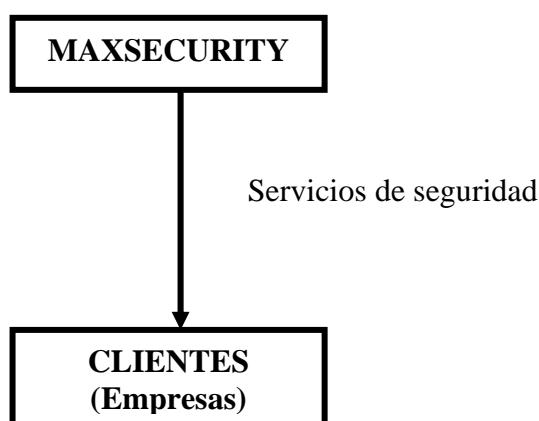 MAXSECURITY
Servicios de seguridad
CLIENTES
(Empresas)